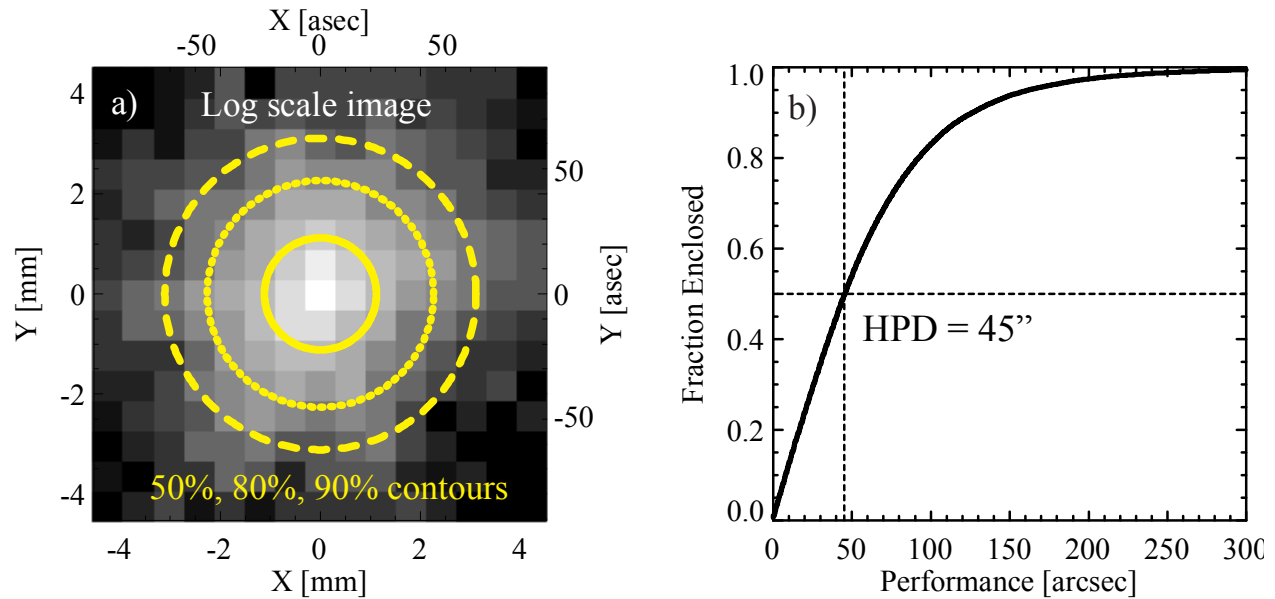 X [asec]
-50 0 50
a) Log scale image
4
2
0
-2
-4
Y [mm]
50
0
-50
Y [asec]
50%, 80%, 90% contours
-4 -2 0 2 4
X [mm]
b)
1.0
0.8
0.6
0.4
0.2
0.0
Fraction Enclosed
HPD = 45”
0 50 100 150 200 250 300
Performance [arcsec]